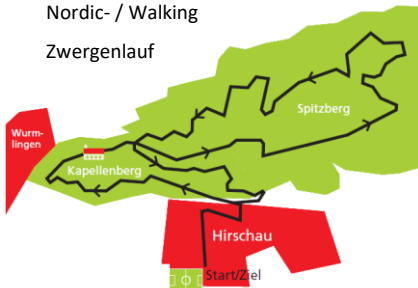 Nordic- / Walking
Zwergenlauf
Spitzberg
Wurm-
lingen
Kapellenberg
Hirschau
Start/Ziel